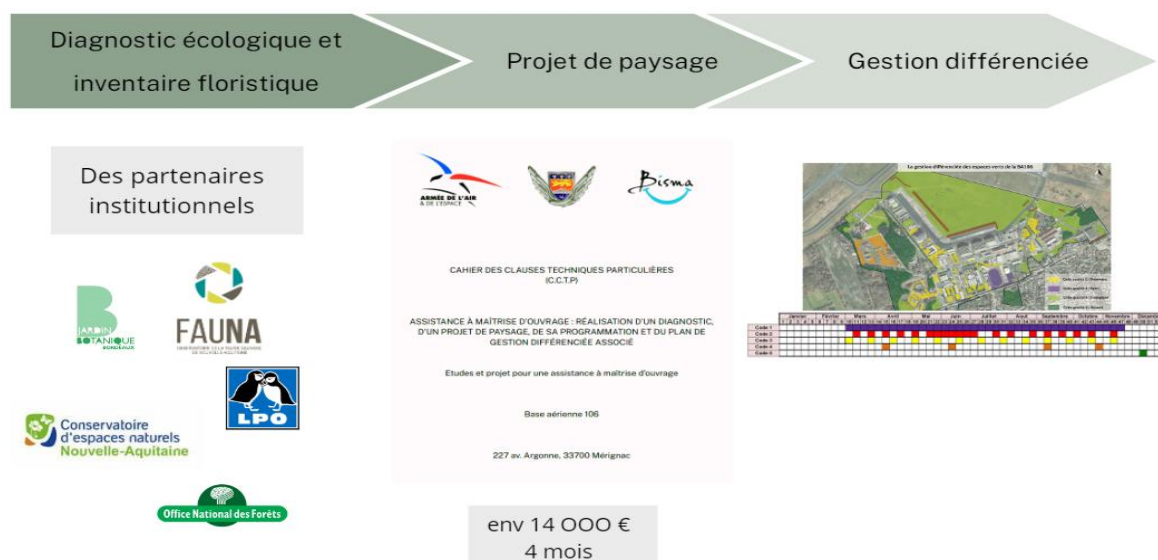 Diagnostic écologique et
inventaire floristique
Projet de paysage
Gestion différenciée
Des partenaires
institutionnels
JARDIN
BOTANIQUE
BORDEAUX
FAUNA
LPO
Conservatoire
d'espaces naturels
Nouvelle-Aquitaine
Office National des Forêts
ARMÉE DE L'AIR
& DE L'ESPACE
Bisma
CAHIER DES CLAUSES TECHNIQUES PARTICULIÈRES
(C.C.T.P)
ASSISTANCE À MAÎTRISE D'OUVRAGE : RÉALISATION D'UN DIAGNOSTIC,
D'UN PROJET DE PAYSAGE, DE SA PROGRAMMATION ET DU PLAN DE
GESTION DIFFÉRENCIÉE ASSOCIÉ
Etudes et projet pour une assistance à maîtrise d'ouvrage
Base aérienne 106
227 av. Argonne, 33700 Mérignac
env 14 OOO €
4 mois
La gestion différenciée des espaces verts de la BA106
Janvier Février Mars Avril Mai Juin Juillet Aout Septembre Octobre Novembre
Code 1
Code 2
Code 3
Code 4
Code 5